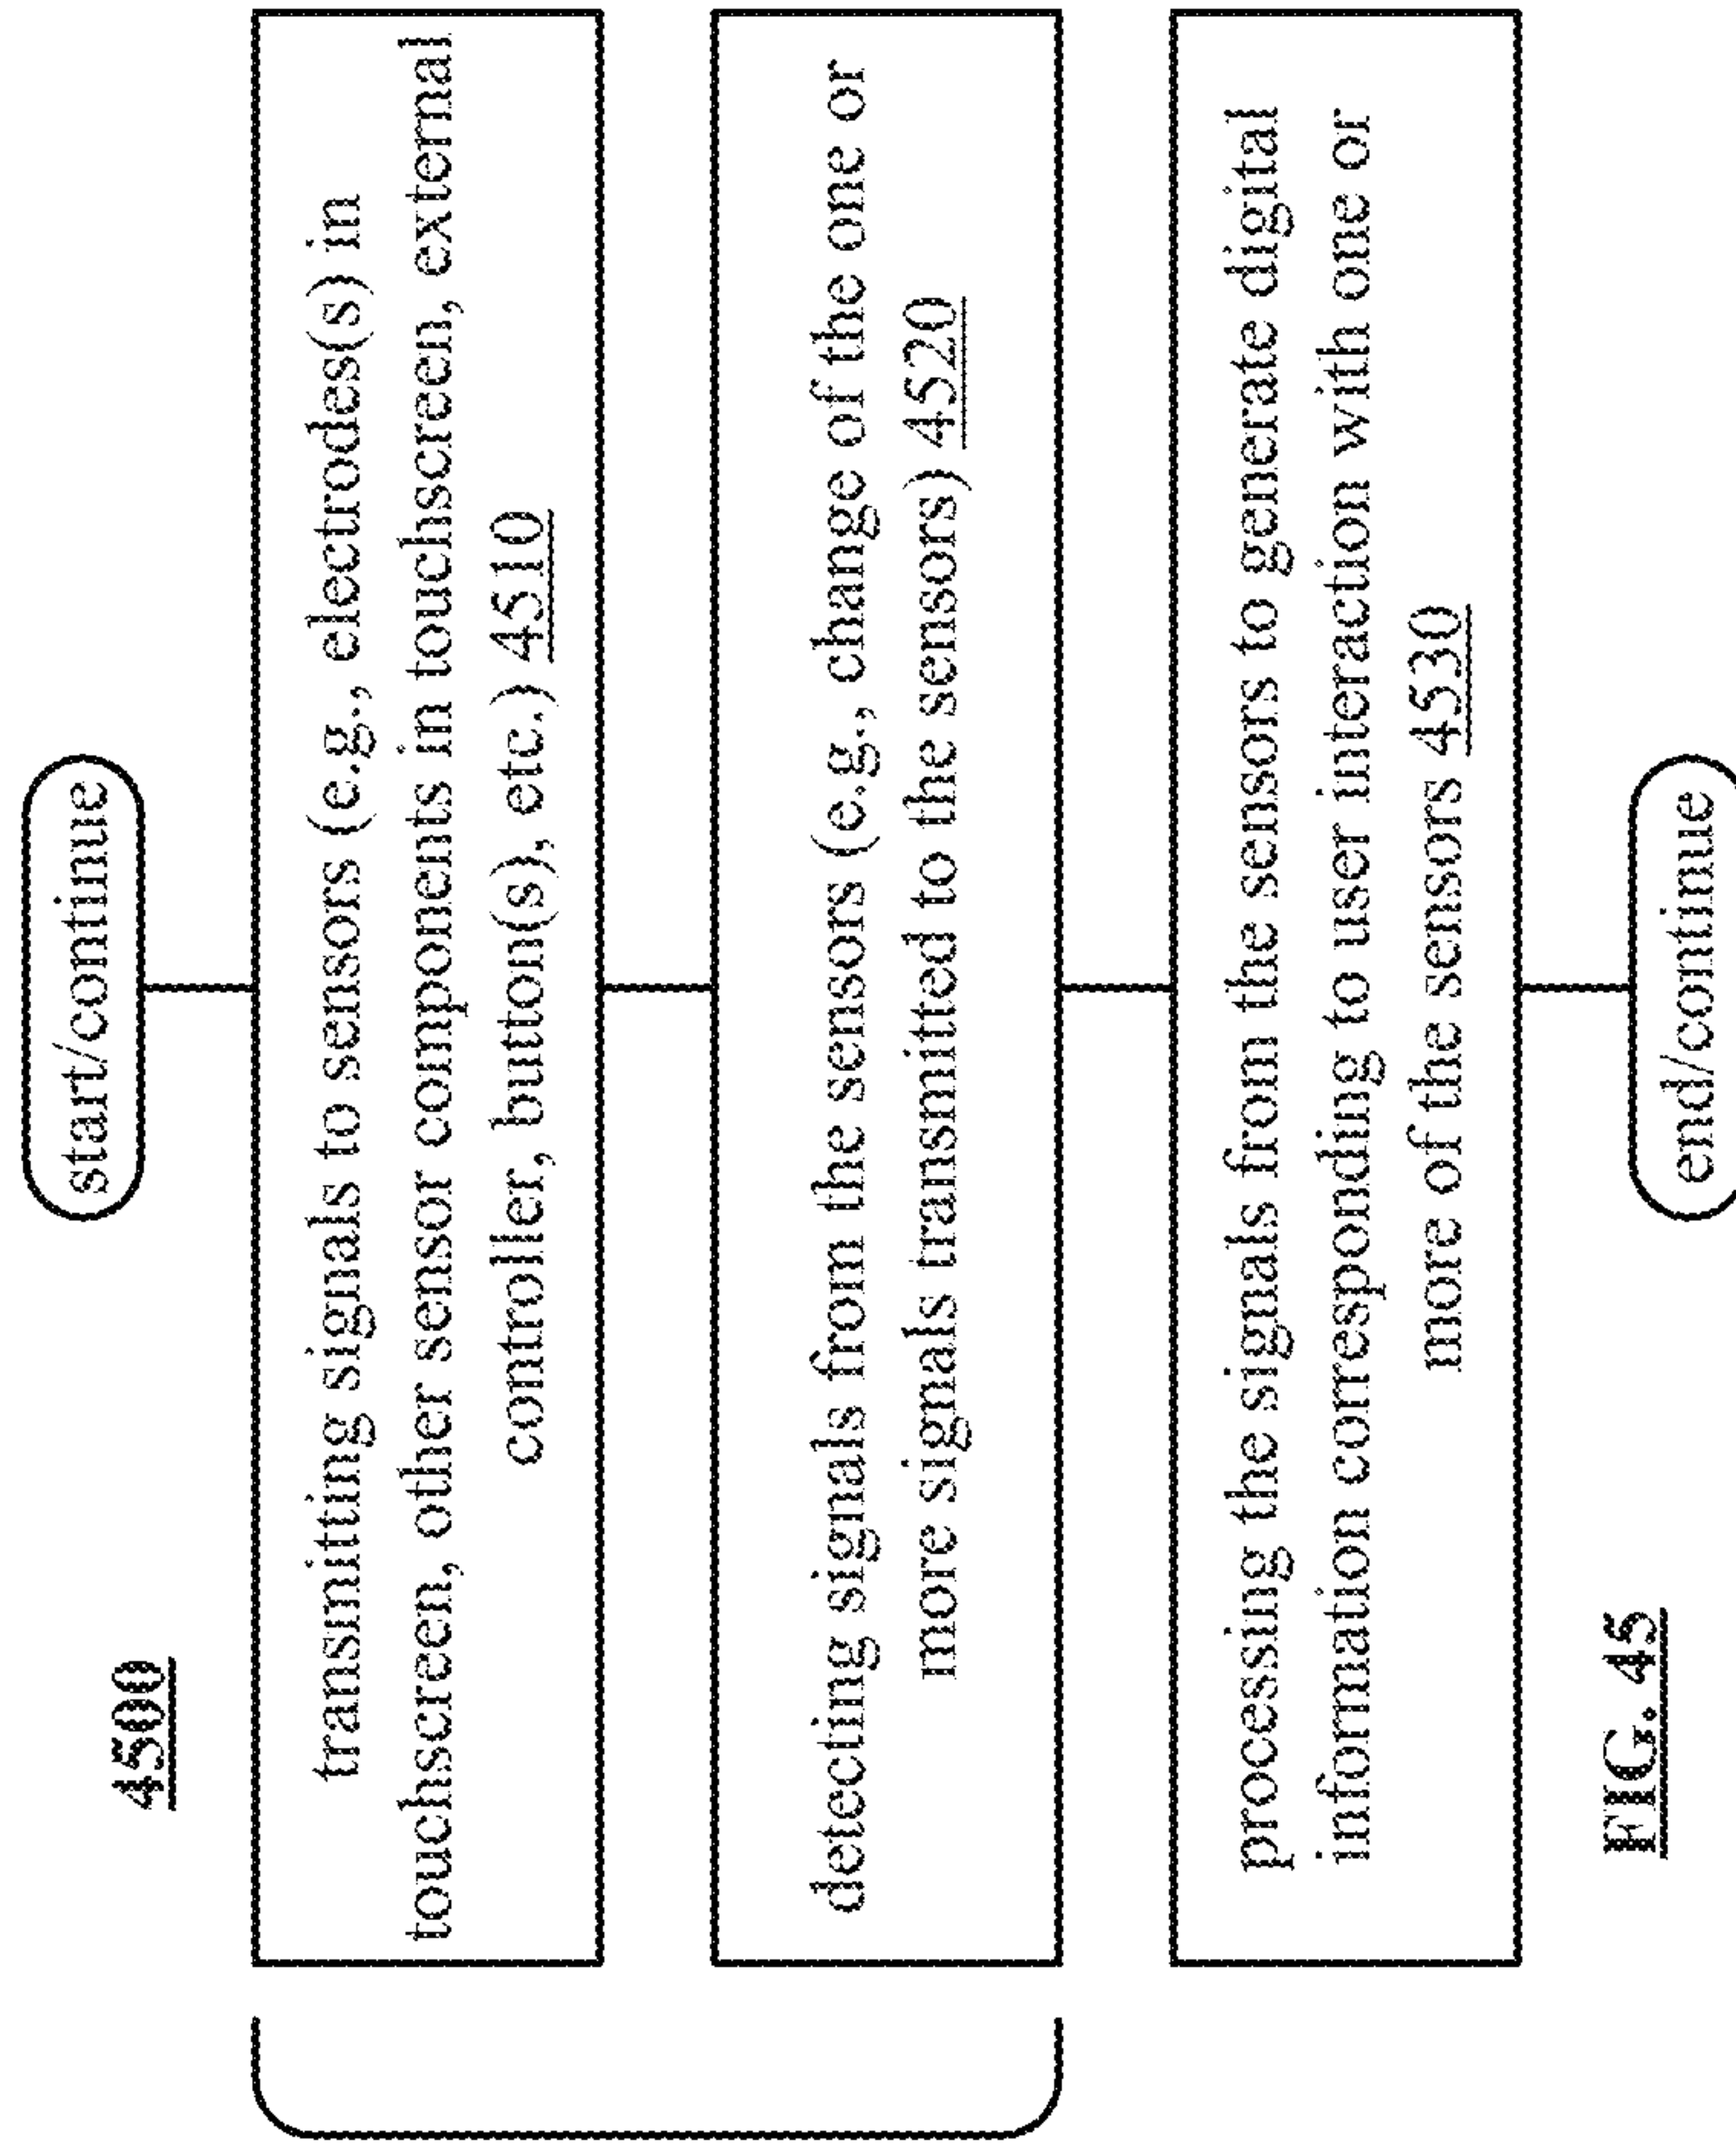 4500
start/continue
transmitting signals to sensors (e.g., electrodes(s) in
touchscreen, other sensor components in touchscreen, external
controller, button(s), etc.) 4510
detecting signals from the sensors (e.g., change of the one or
more signals transmitted to the sensors) 4520
processing the signals from the sensors to generate digital
information corresponding to user interaction with one or
more of the sensors 4530
FIG. 45
end/continue